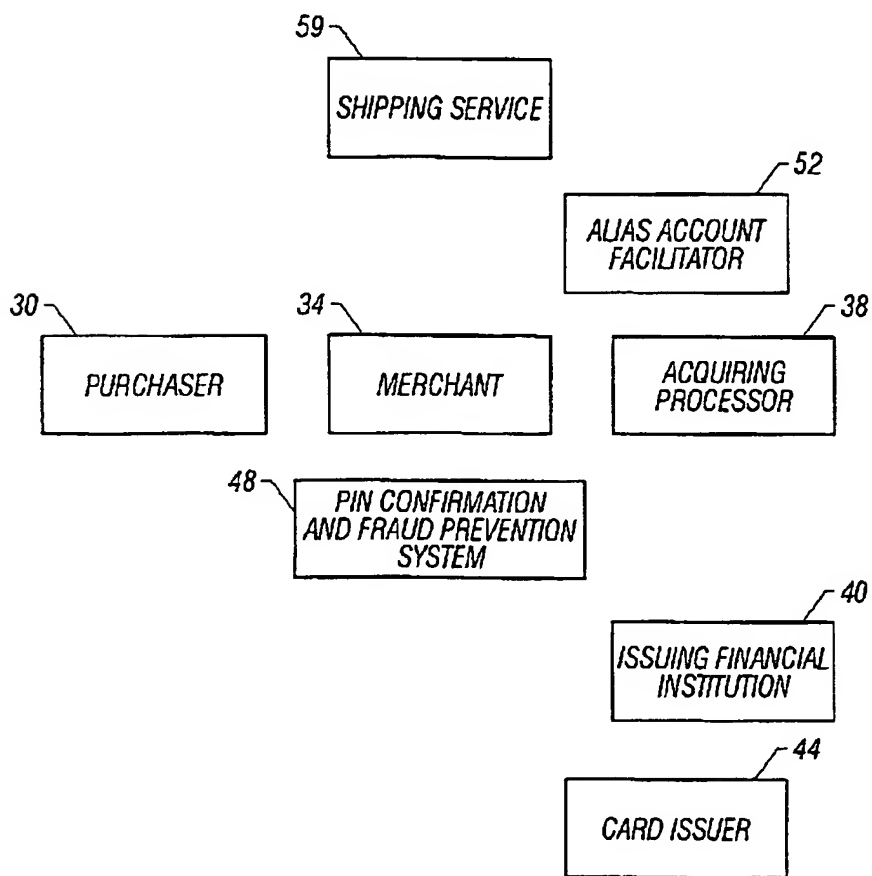 59
SHIPPING SERVICE
52
ALIAS ACCOUNT
FACILITATOR
30
34
38
PURCHASER
MERCHANT
ACQUIRING
PROCESSOR
48
PIN CONFIRMATION
AND FRAUD PREVENTION
SYSTEM
40
ISSUING FINANCIAL
INSTITUTION
44
CARD ISSUER